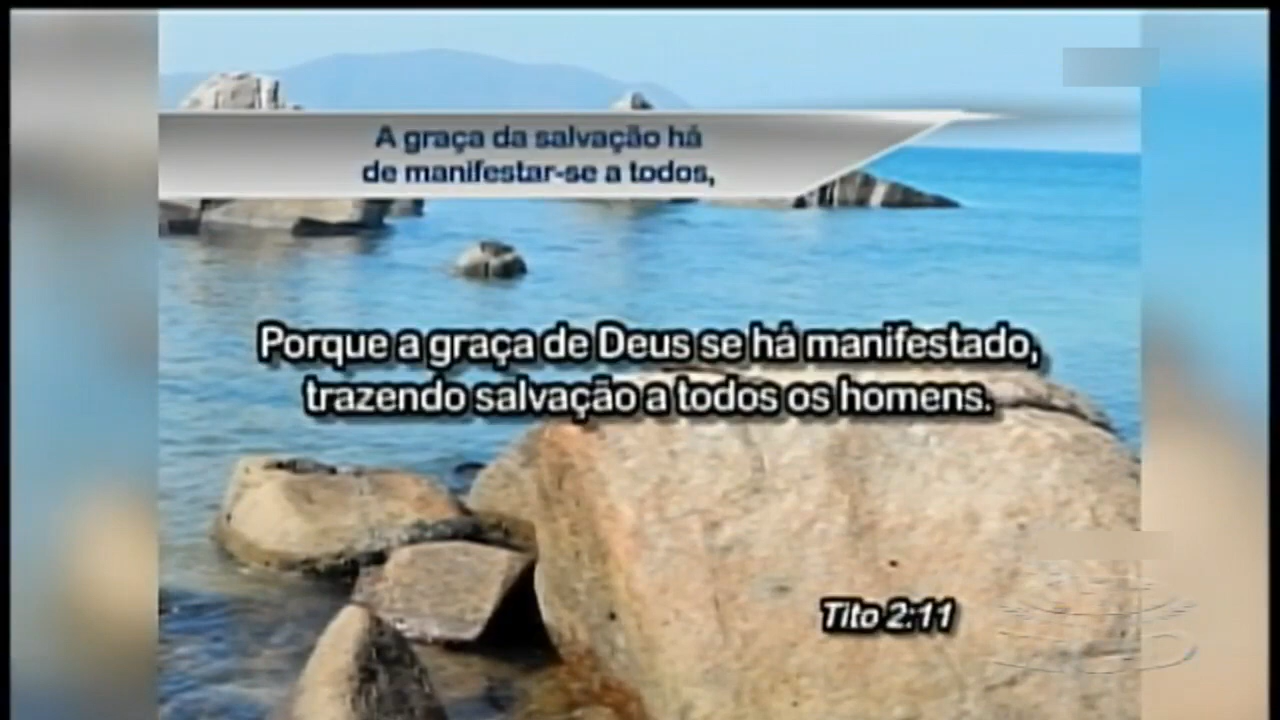 A graça da salvação há
de manifestar-se a todos,
Porque a graça de Deus se há manifestado,
trazendo salvação a todos os homens.
Tito 2:11